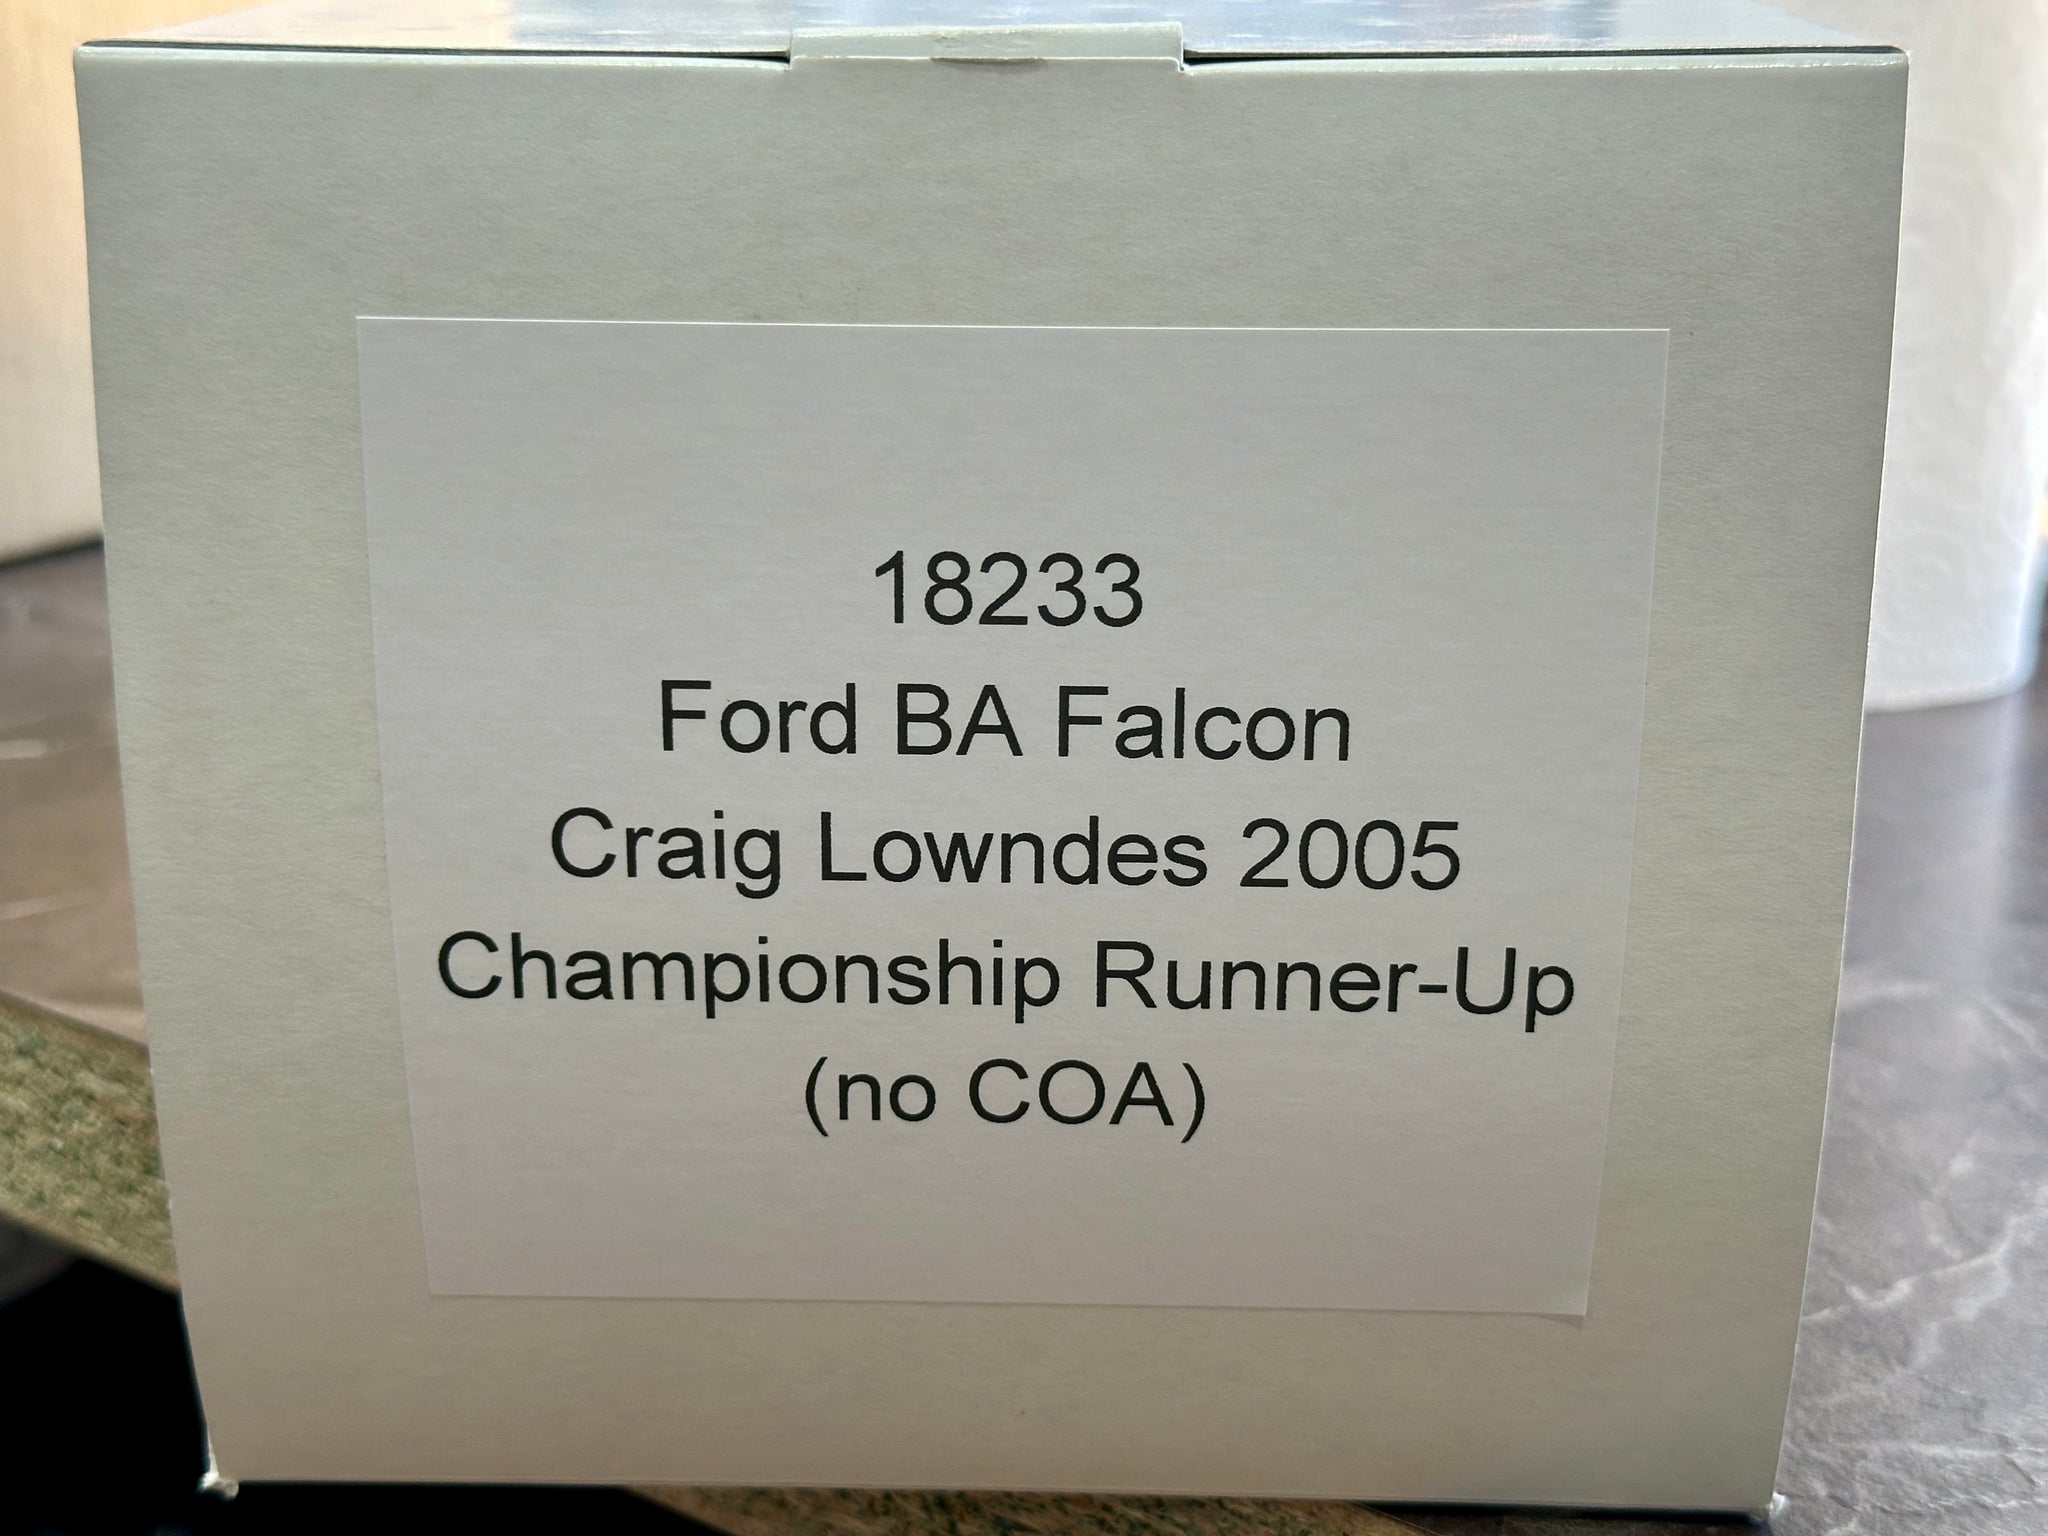 18233
Ford BA Falcon
Craig Lowndes 2005
Championship Runner-Up
(no COA)